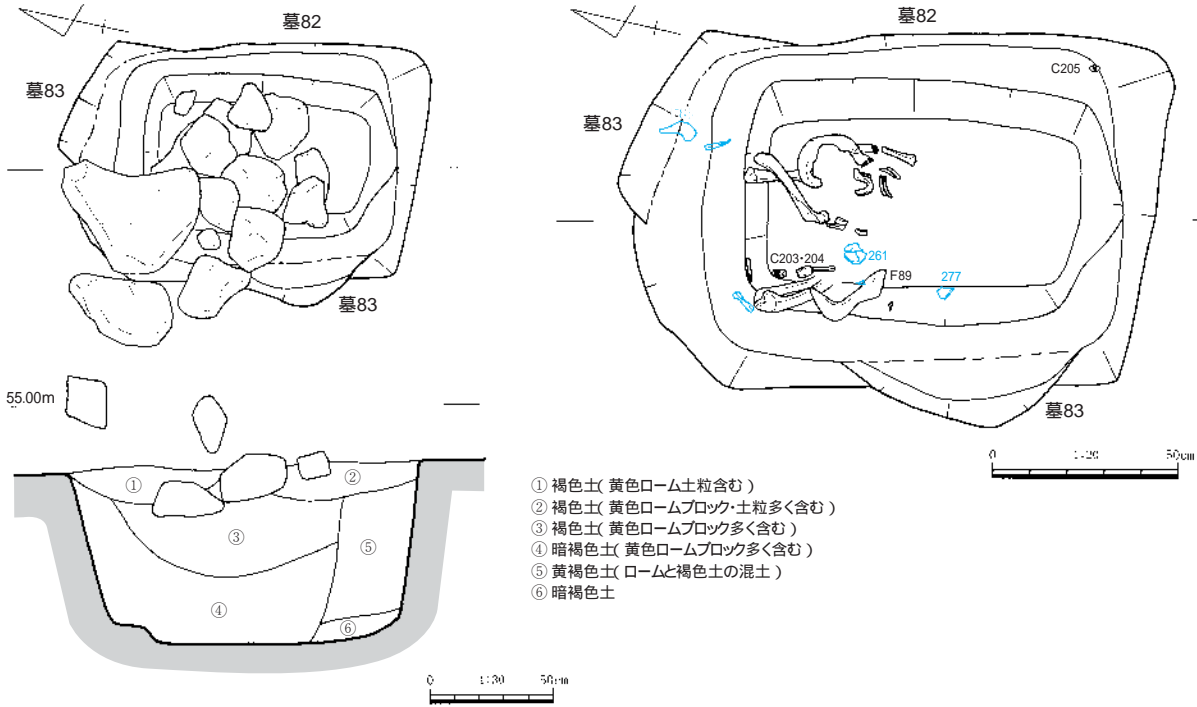 墓82
墓83
墓83
55.00m
①
②
③
④
⑤
⑥
0 1:30 50cm
墓82
C205
墓83
261
C203・204
F89
277
墓83
0 1:20 50cm
① 褐色土( 黄色ローム土粒含む )
② 褐色土( 黄色ロームブロック・土粒多く含む )
③ 褐色土( 黄色ロームブロック多く含む )
④ 暗褐色土( 黄色ロームブロック多く含む )
⑤ 黄褐色土( ロームと褐色土の混土 )
⑥ 暗褐色土